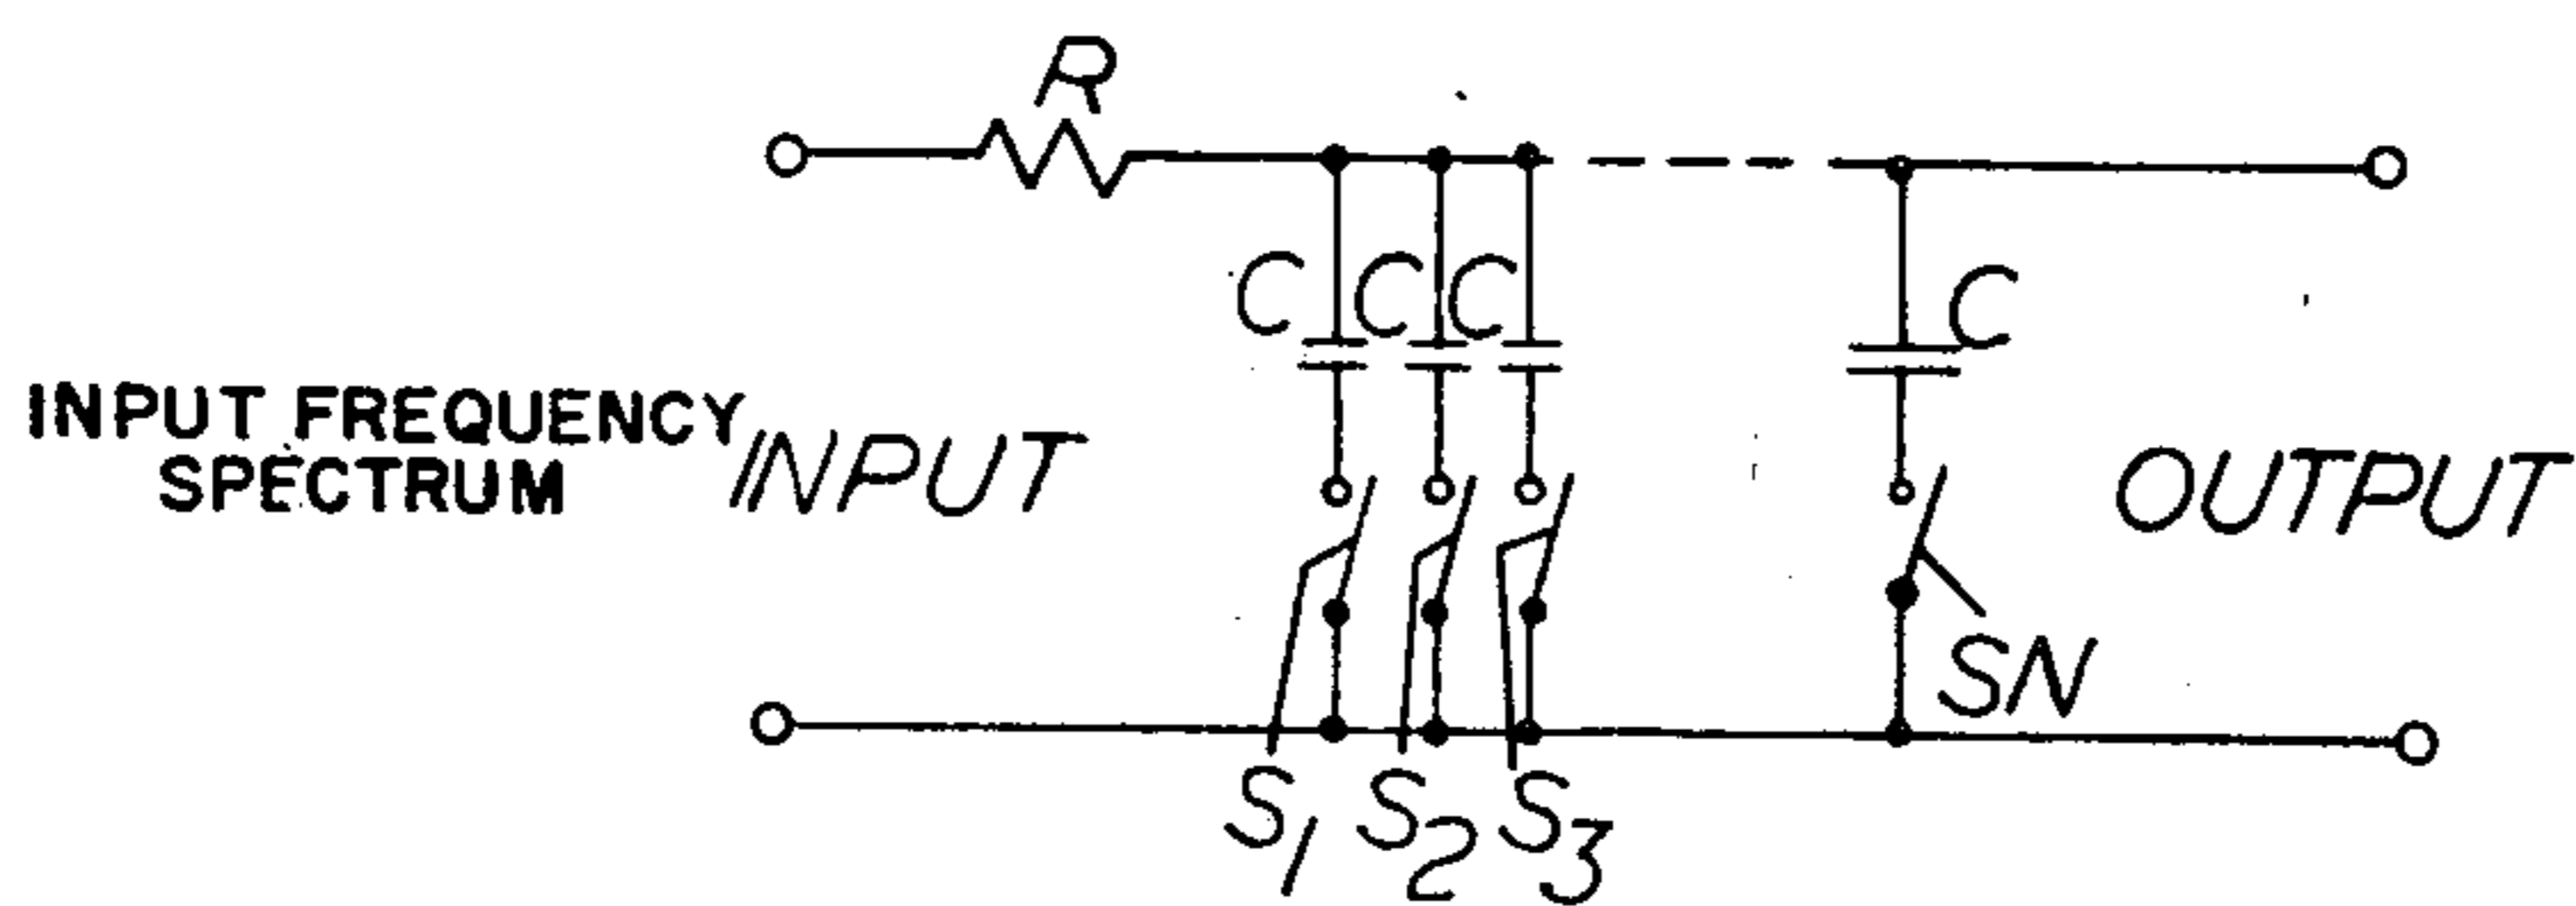 R
C C C C
INPUT FREQUENCY
SPECTRUM
INPUT
OUTPUT
SN
S1 S2 S3